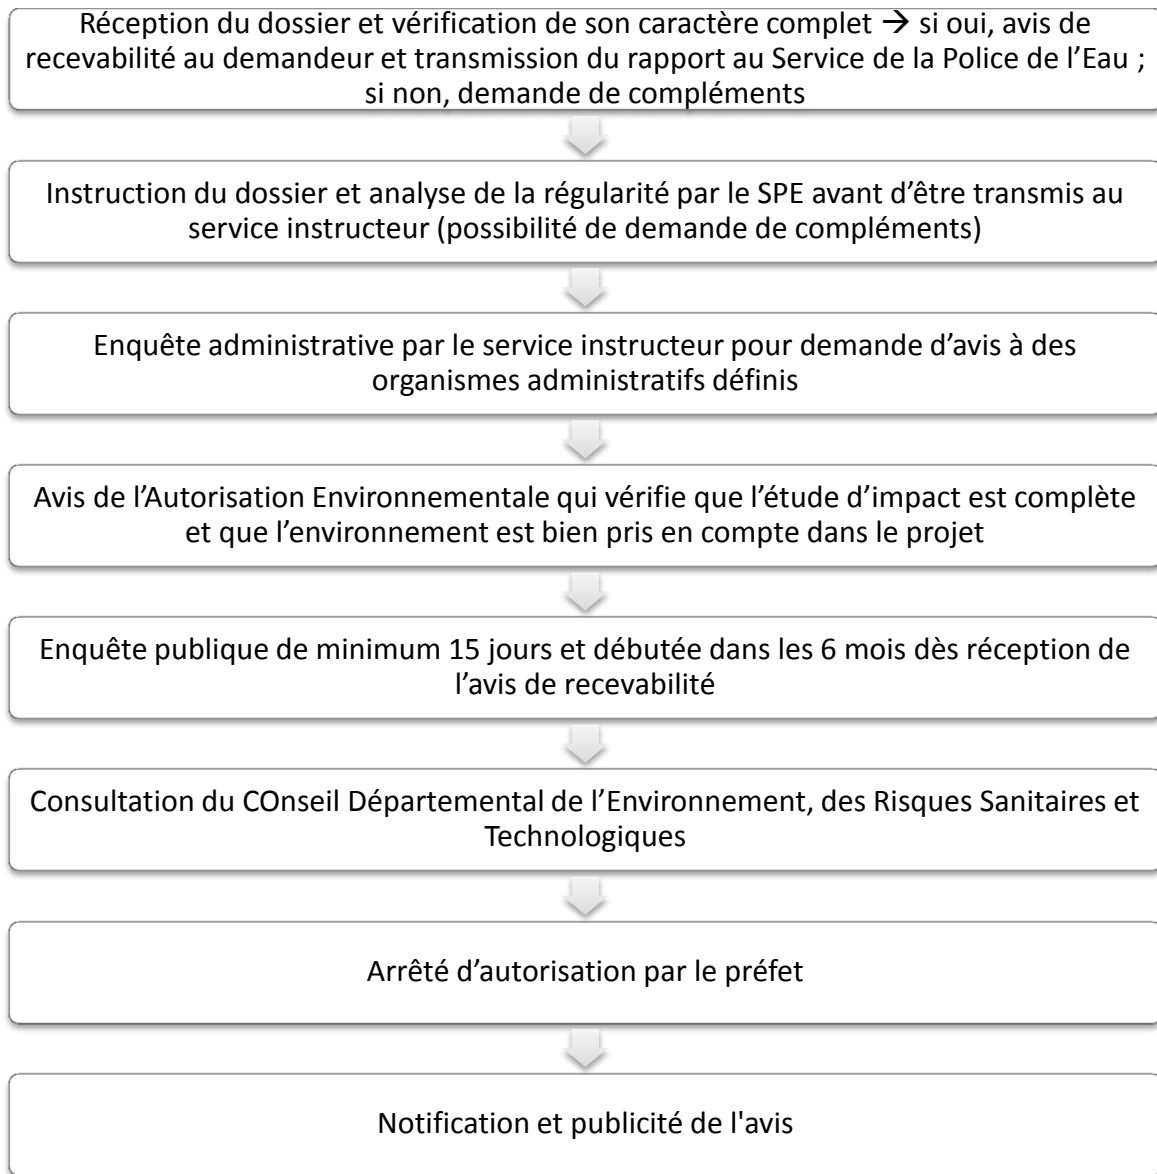 Réception du dossier et vérification de son caractère complet → si oui, avis de
recevabilité au demandeur et transmission du rapport au Service de la Police de l’Eau ;
si non, demande de compléments
Instruction du dossier et analyse de la régularité par le SPE avant d’être transmis au
service instructeur (possibilité de demande de compléments)
Enquête administrative par le service instructeur pour demande d’avis à des
organismes administratifs définis
Avis de l’Autorisation Environnementale qui vérifie que l’étude d’impact est complète
et que l’environnement est bien pris en compte dans le projet
Enquête publique de minimum 15 jours et débutée dans les 6 mois dès réception de
l’avis de recevabilité
Consultation du COnseil Départemental de l’Environnement, des Risques Sanitaires et
Technologiques
Arrêté d’autorisation par le préfet
Notification et publicité de l'avis